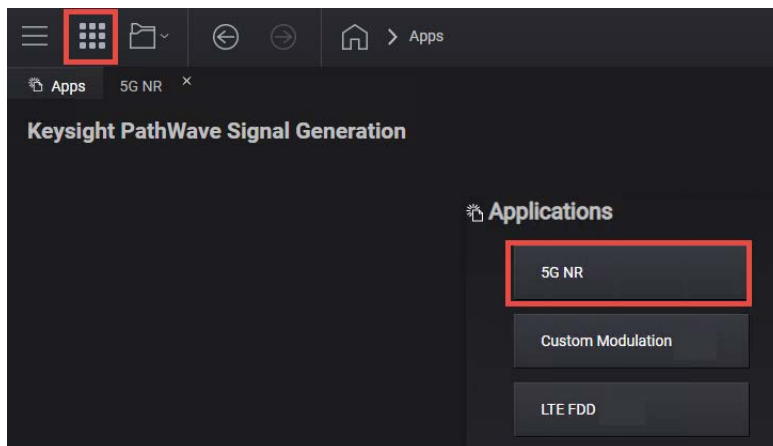 Apps
Apps 5G NR ×
Keysight PathWave Signal Generation
Applications
5G NR
Custom Modulation
LTE FDD